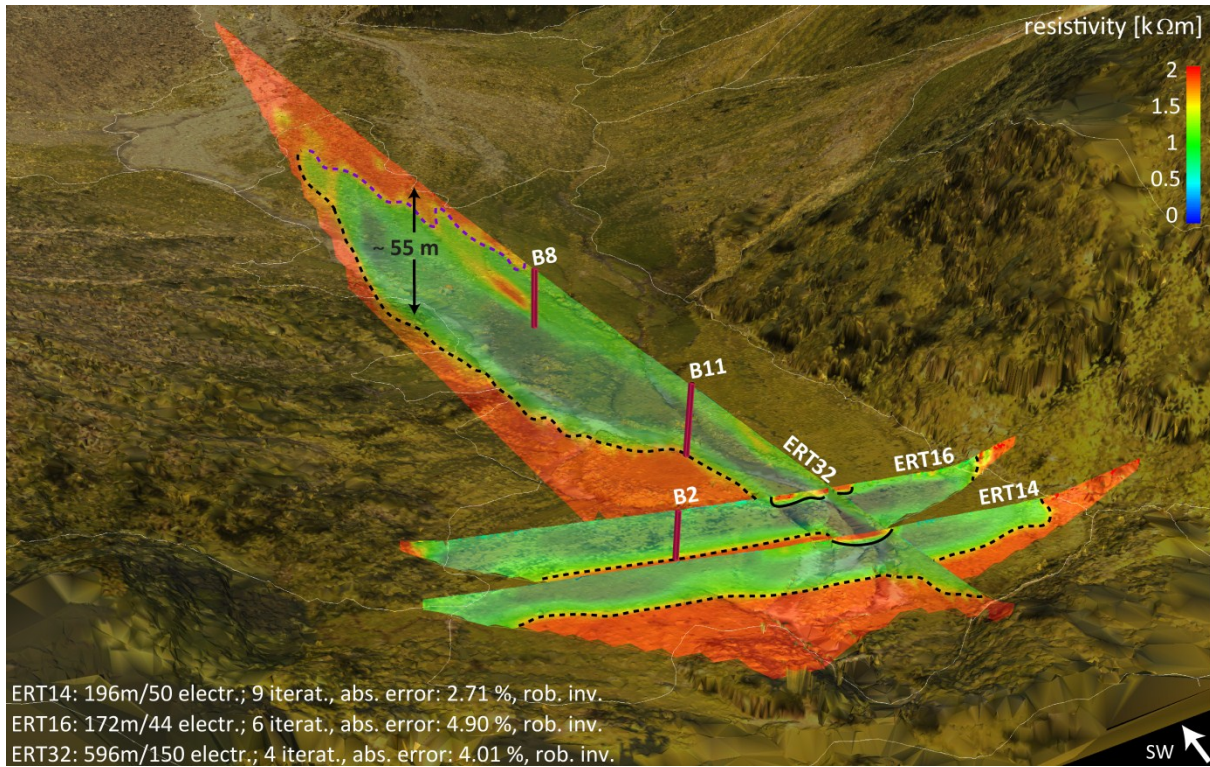 resistivity [k Ωm]
2
1.5
1
0.5
0
~ 55 m
B8
B11
ERT32
ERT16
B2
ERT14
ERT14: 196m/50 electr.; 9 iterat., abs. error: 2.71 %, rob. inv.
ERT16: 172m/44 electr.; 6 iterat., abs. error: 4.90 %, rob. inv.
ERT32: 596m/150 electr.; 4 iterat., abs. error: 4.01 %, rob. inv.
SW